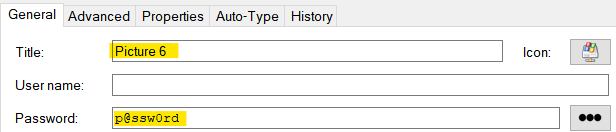 General Advanced Properties Auto-Type History
Title: Picture 6 Icon:
User name:
Password: p@ssw0rd